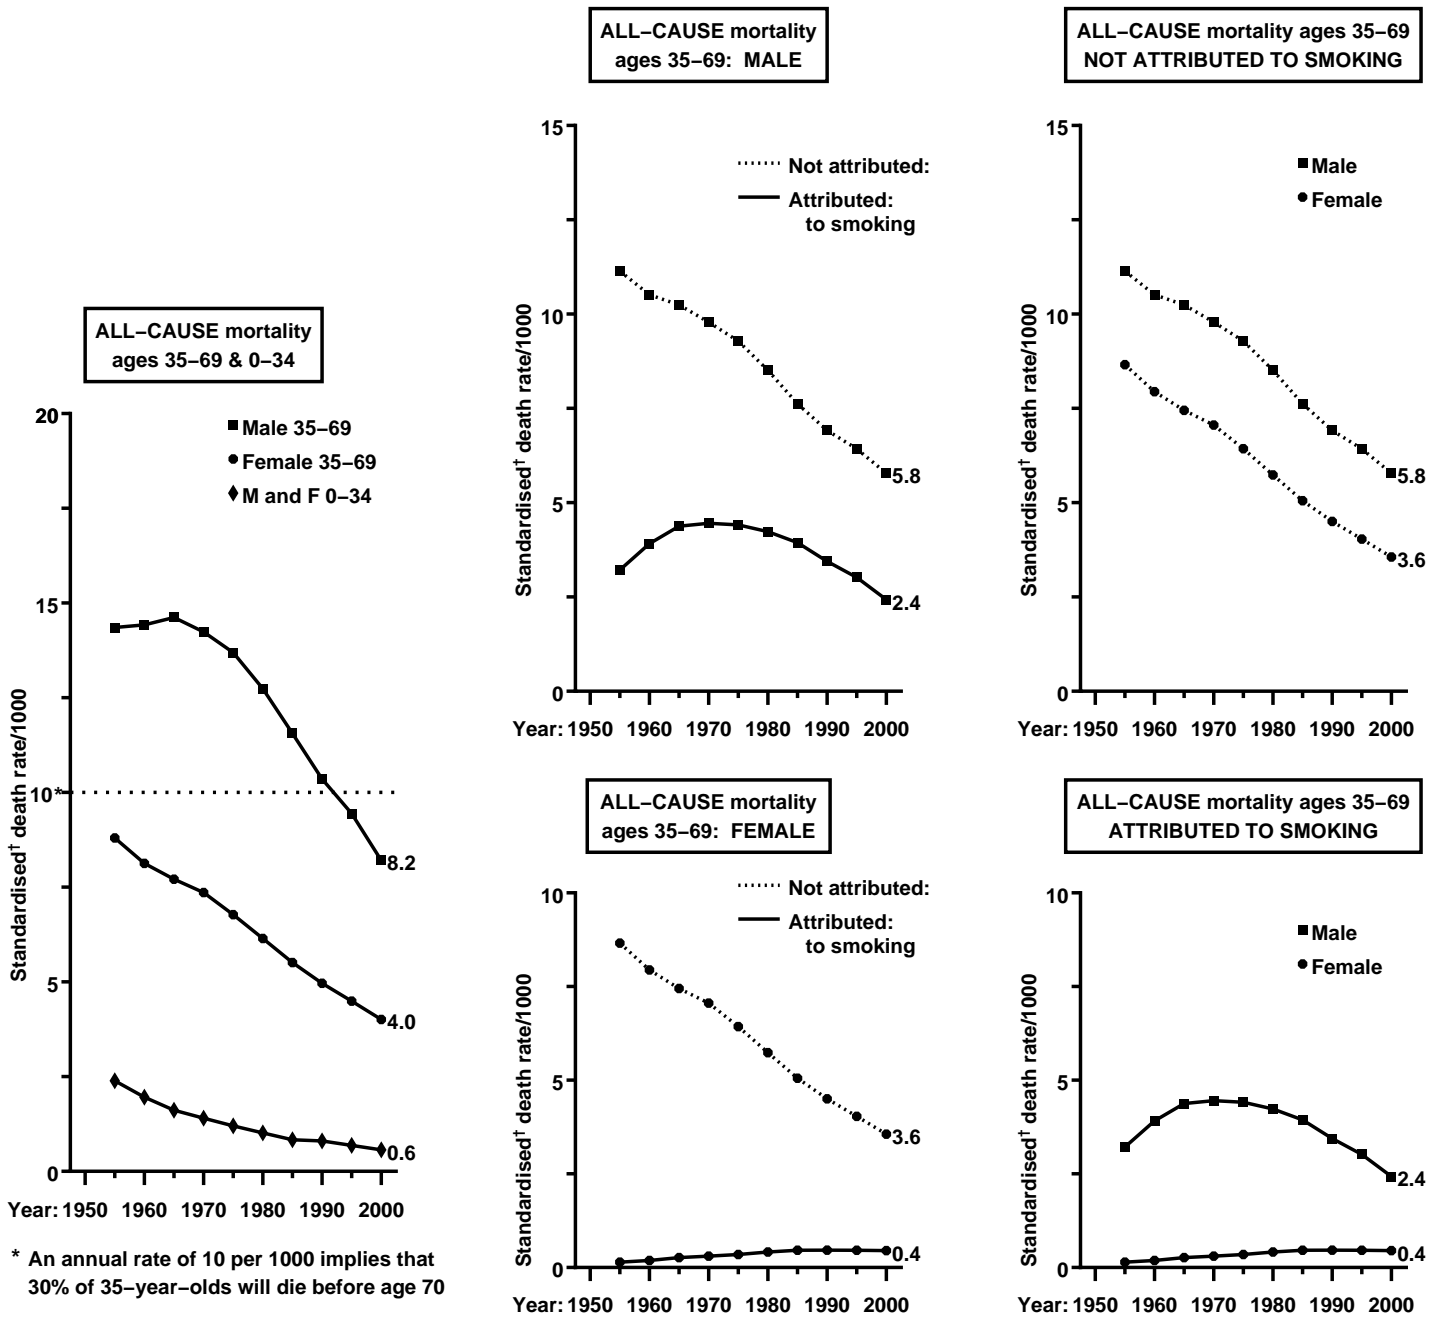 ALL–CAUSE mortality
ages 35–69 & 0–34
20
15
10*
5
0
Standardised† death rate/1000
Male 35–69
Female 35–69
M and F 0–34
8.2
4.0
0.6
Year: 1950 1960 1970 1980 1990 2000
* An annual rate of 10 per 1000 implies that
30% of 35–year–olds will die before age 70
ALL–CAUSE mortality
ages 35–69: MALE
15
10
5
0
Standardised† death rate/1000
Not attributed:
Attributed:
to smoking
5.8
2.4
Year: 1950 1960 1970 1980 1990 2000
ALL–CAUSE mortality ages 35–69
NOT ATTRIBUTED TO SMOKING
15
10
5
0
Standardised† death rate/1000
Male
Female
5.8
3.6
Year: 1950 1960 1970 1980 1990 2000
ALL–CAUSE mortality
ages 35–69: FEMALE
10
5
0
Standardised† death rate/1000
Not attributed:
Attributed:
to smoking
3.6
0.4
Year: 1950 1960 1970 1980 1990 2000
ALL–CAUSE mortality ages 35–69
ATTRIBUTED TO SMOKING
10
5
0
Standardised† death rate/1000
Male
Female
2.4
0.4
Year: 1950 1960 1970 1980 1990 2000